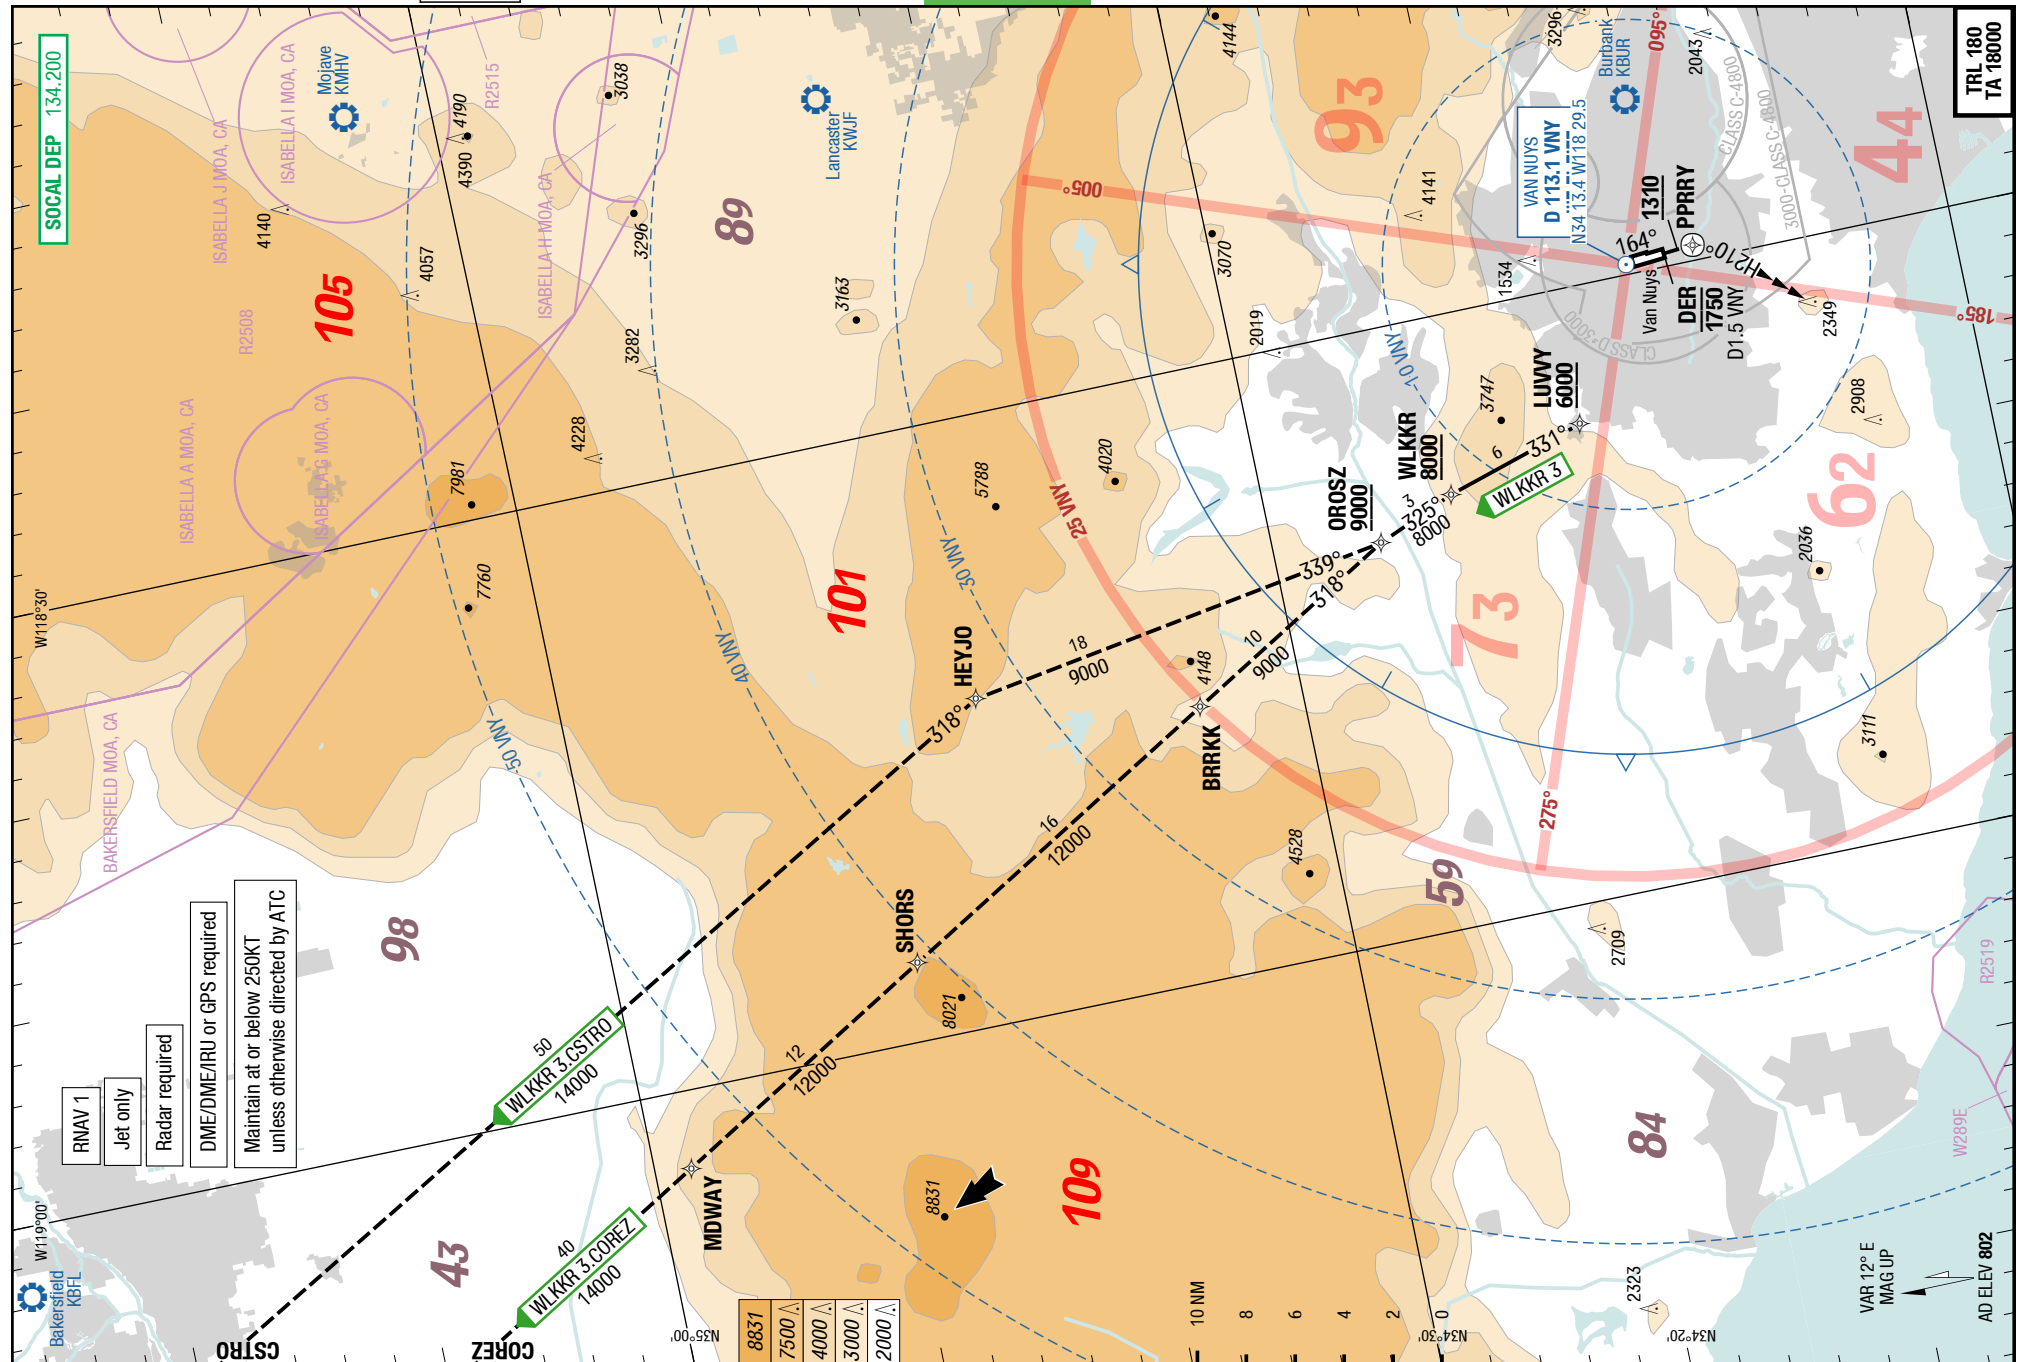 SOCAL DEP 134.200
RNAV 1
Jet only
Radar required
DME/DME/IRU or GPS required
Maintain at or below 250KT
unless otherwise directed by ATC
TRL 180
TA 18000
VAN NUYS
D 113.1 VNY
N34 13.4 W118 29.5
Bakersfield
KBFL
Mojave
KMHV
Lancaster
KWJF
Burbank
KBUR
Van Nuys
ISABELLA J MOA, CA
ISABELLA I MOA, CA
ISABELLA H MOA, CA
ISABELLA A MOA, CA
ISABELLA G MOA, CA
BAKERSFIELD MOA, CA
R2515
R2508
R2519
W289E
W118°30'
W119°00'
N35°00'
N34°30'
N34°20'
105
89
93
44
101
98
43
109
59
73
62
84
4140
4057
4390
4190
3038
3296
3282
3163
4228
7981
7760
5788
4020
4148
3070
4144
4141
3296
2043
1534
2019
3747
2349
2908
2036
3111
4528
2709
8021
8831
2323
50 VNY
40 VNY
30 VNY
25 VNY
10 VNY
005°
095°
185°
275°
CLASS C-4800
3000-CLASS C-4800
CLASS D*3000
164°
1310
PPRRY
H210°
DER
1750
D1.5 VNY
LUVVY
6000
331°
6
WLKKR 3
WLKKR
8000
3
325°
8000
OROSZ
9000
339°
318°
18
9000
10
9000
HEYJO
318°
BRRKK
16
12000
SHORS
12
12000
MDWAY
50
WLKKR 3.CSTRO
14000
40
WLKKR 3.COREZ
14000
CSTRO
COREZ
8831
7500
4000
3000
2000
10 NM
8
6
4
2
0
VAR 12° E
MAG UP
AD ELEV 802